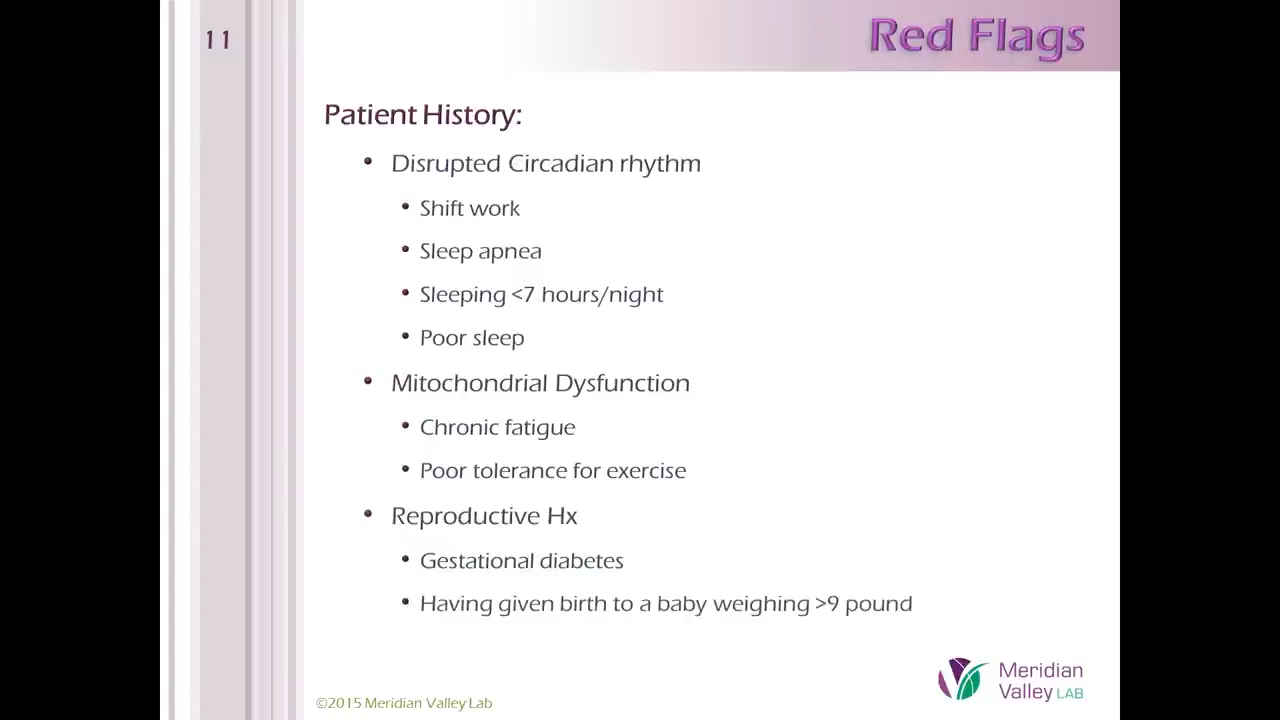 11
Red Flags
Patient History:
• Disrupted Circadian rhythm
• Shift work
• Sleep apnea
• Sleeping <7 hours/night
• Poor sleep
• Mitochondrial Dysfunction
• Chronic fatigue
• Poor tolerance for exercise
• Reproductive Hx
• Gestational diabetes
• Having given birth to a baby weighing >9 pound
Meridian
Valley LAB
©2015 Meridian Valley Lab